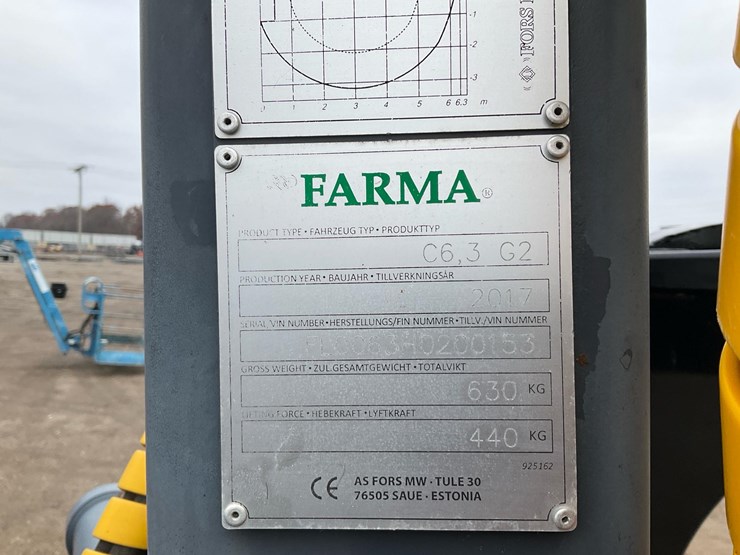 -1
-2
-3
1 2 3 4 5 6 6.3 m
FORS
FARMA®
PRODUCT TYPE • FAHRZEUG TYP • PRODUKTTYP
C6,3 G2
PRODUCTION YEAR • BAUJAHR • TILLVERKNINGSÅR
2017
SERIAL/VIN NUMBER•HERSTELLUNGS/FIN NUMMER•TILLV./VIN NUMMER
GROSS WEIGHT • ZUL.GESAMTGEWICHT • TOTALVIKT
630 KG
LIFTING FORCE • HEBEKRAFT • LYFTKRAFT
440 KG
925162
CE AS FORS MW · TULE 30
76505 SAUE · ESTONIA